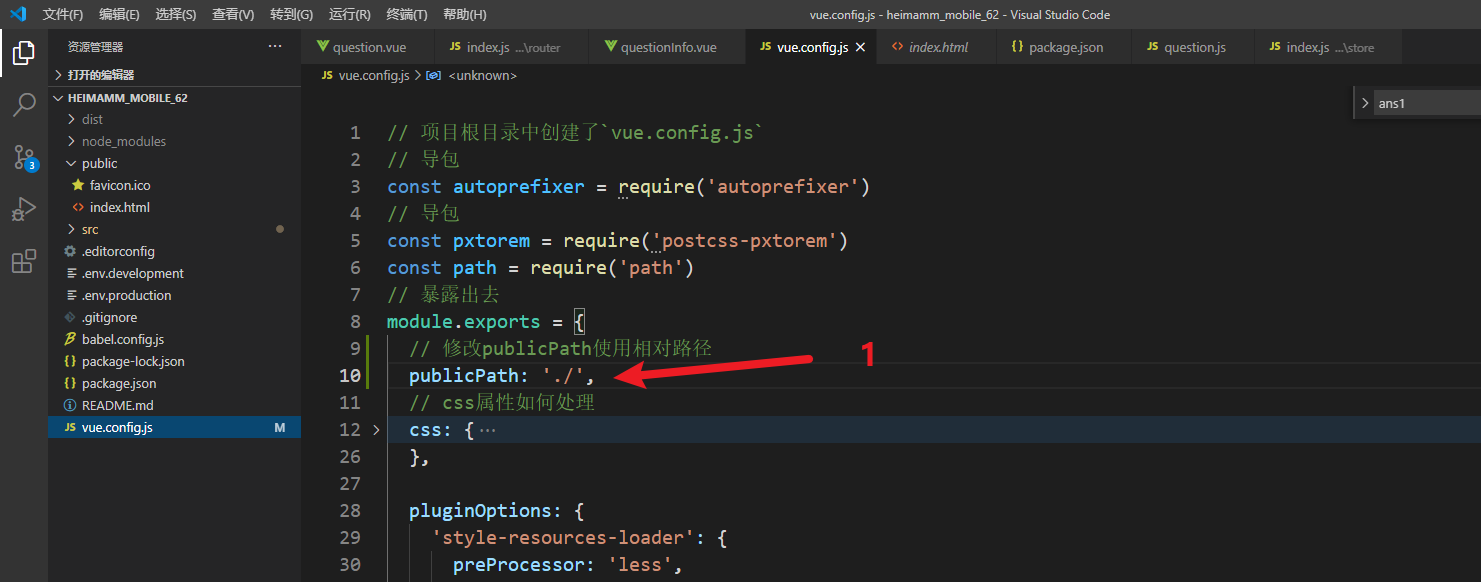 文件(F) 编辑(E) 选择(S) 查看(V) 转到(G) 运行(R) 终端(T) 帮助(H) vue.config.js - heimamm_mobile_62 - Visual Studio Code
资源管理器 ···
打开的编辑器
HEIMAMM_MOBILE_62
dist
node_modules
public
favicon.ico
<> index.html
src
.editorconfig
.env.development
.env.production
.gitignore
babel.config.js
{} package-lock.json
{} package.json
README.md
JS vue.config.js M
3
question.vue JS index.js ...\router questionInfo.vue JS vue.config.js × <> index.html {} package.json JS question.js JS index.js ...\store
JS vue.config.js > <unknown>
ans1
1 // 项目根目录中创建了`vue.config.js`
2 // 导包
3 const autoprefixer = require('autoprefixer')
4 // 导包
5 const pxtorem = require('postcss-pxtorem')
6 const path = require('path')
7 // 暴露出去
8 module.exports = {
9 // 修改publicPath使用相对路径
10 publicPath: './',
1
11 // css属性如何处理
12 css: {···
26 },
27
28 pluginOptions: {
29 'style-resources-loader': {
30 preProcessor: 'less',